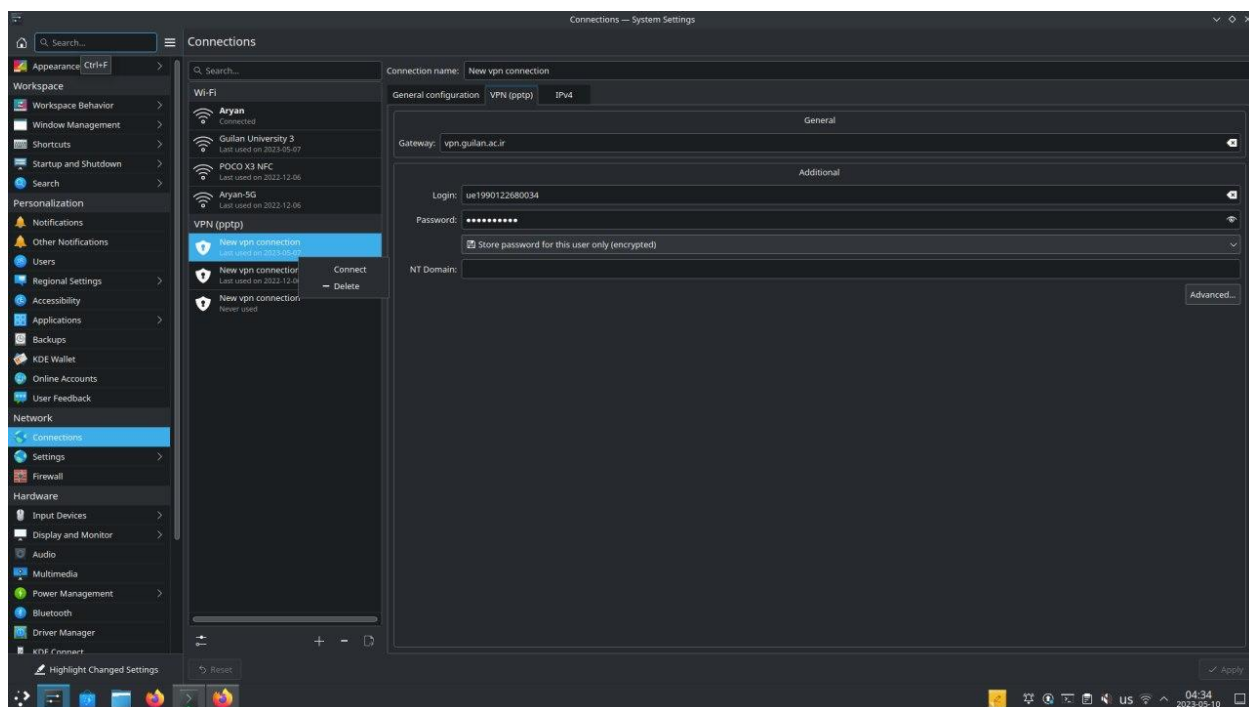 Connections — System Settings
Search...
Connections
Appearance
Ctrl+F
Workspace
Workspace Behavior
Window Management
Shortcuts
Startup and Shutdown
Search
Personalization
Notifications
Other Notifications
Users
Regional Settings
Accessibility
Applications
Backups
KDE Wallet
Online Accounts
User Feedback
Network
Connections
Settings
Firewall
Hardware
Input Devices
Display and Monitor
Audio
Multimedia
Power Management
Bluetooth
Driver Manager
KDE Connect
Highlight Changed Settings
Search...
Wi-Fi
Aryan
Connected
Guilan University 3
Last used on 2023-05-07
POCO X3 NFC
Last used on 2022-12-06
Aryan-5G
Last used on 2022-12-06
VPN (pptp)
New vpn connection
Last used on 2023-05-07
New vpn connection
Last used on 2022-12-0
New vpn connection
Never used
Connect
Delete
Reset
Connection name: New vpn connection
General configuration VPN (pptp) IPv4
General
Gateway: vpn.guilan.ac.ir
Additional
Login: ue1990122680034
Password: ●●●●●●●●●●
Store password for this user only (encrypted)
NT Domain:
Advanced...
Apply
US
04:34
2023-05-10